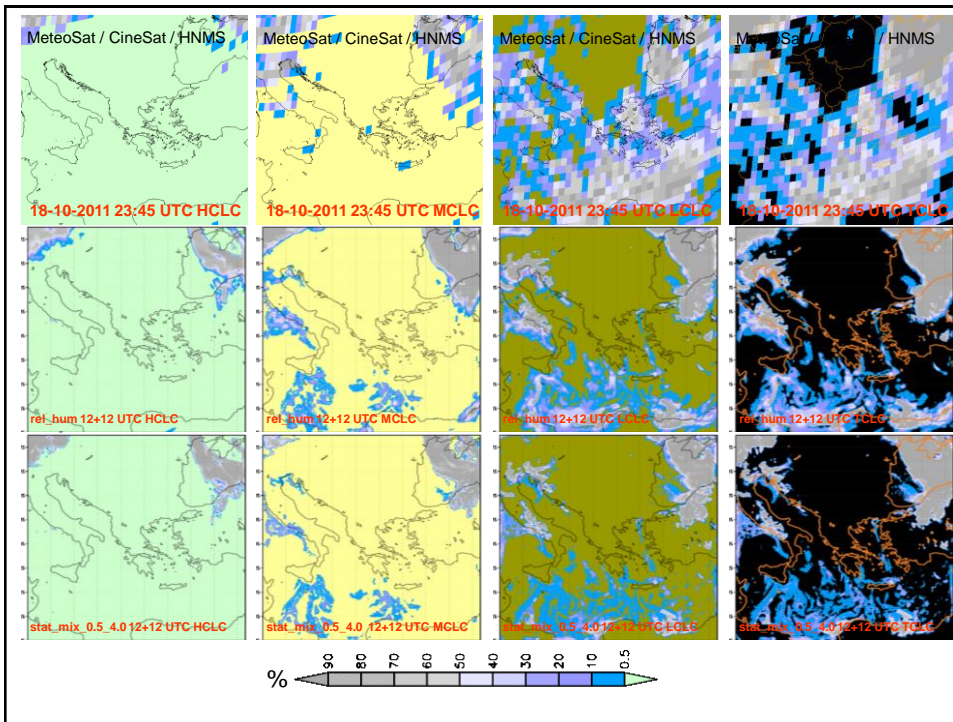 MeteoSat / CineSat / HNMS
MeteoSat / CineSat / HNMS
MeteoSat / CineSat / HNMS
MeteoSat / / HNMS
18-10-2011 23:45 UTC HCLC
18-10-2011 23:45 UTC MCLC
18-10-2011 23:45 UTC LCLC
18-10-2011 23:45 UTC TCLC
rel_hum 12+12 UTC HCLC
rel_hum 12+12 UTC MCLC
rel_hum 12+12 UTC LCLC
rel_hum 12+12 UTC TCLC
stat_mix_0.5_4.0 12+12 UTC HCLC
stat_mix_0.5_4.0 12+12 UTC MCLC
stat_mix_0.5_4.0 12+12 UTC LCLC
stat_mix_0.5_4.0 12+12 UTC TCLC
% 90 80 70 60 50 40 30 20 10 0.5